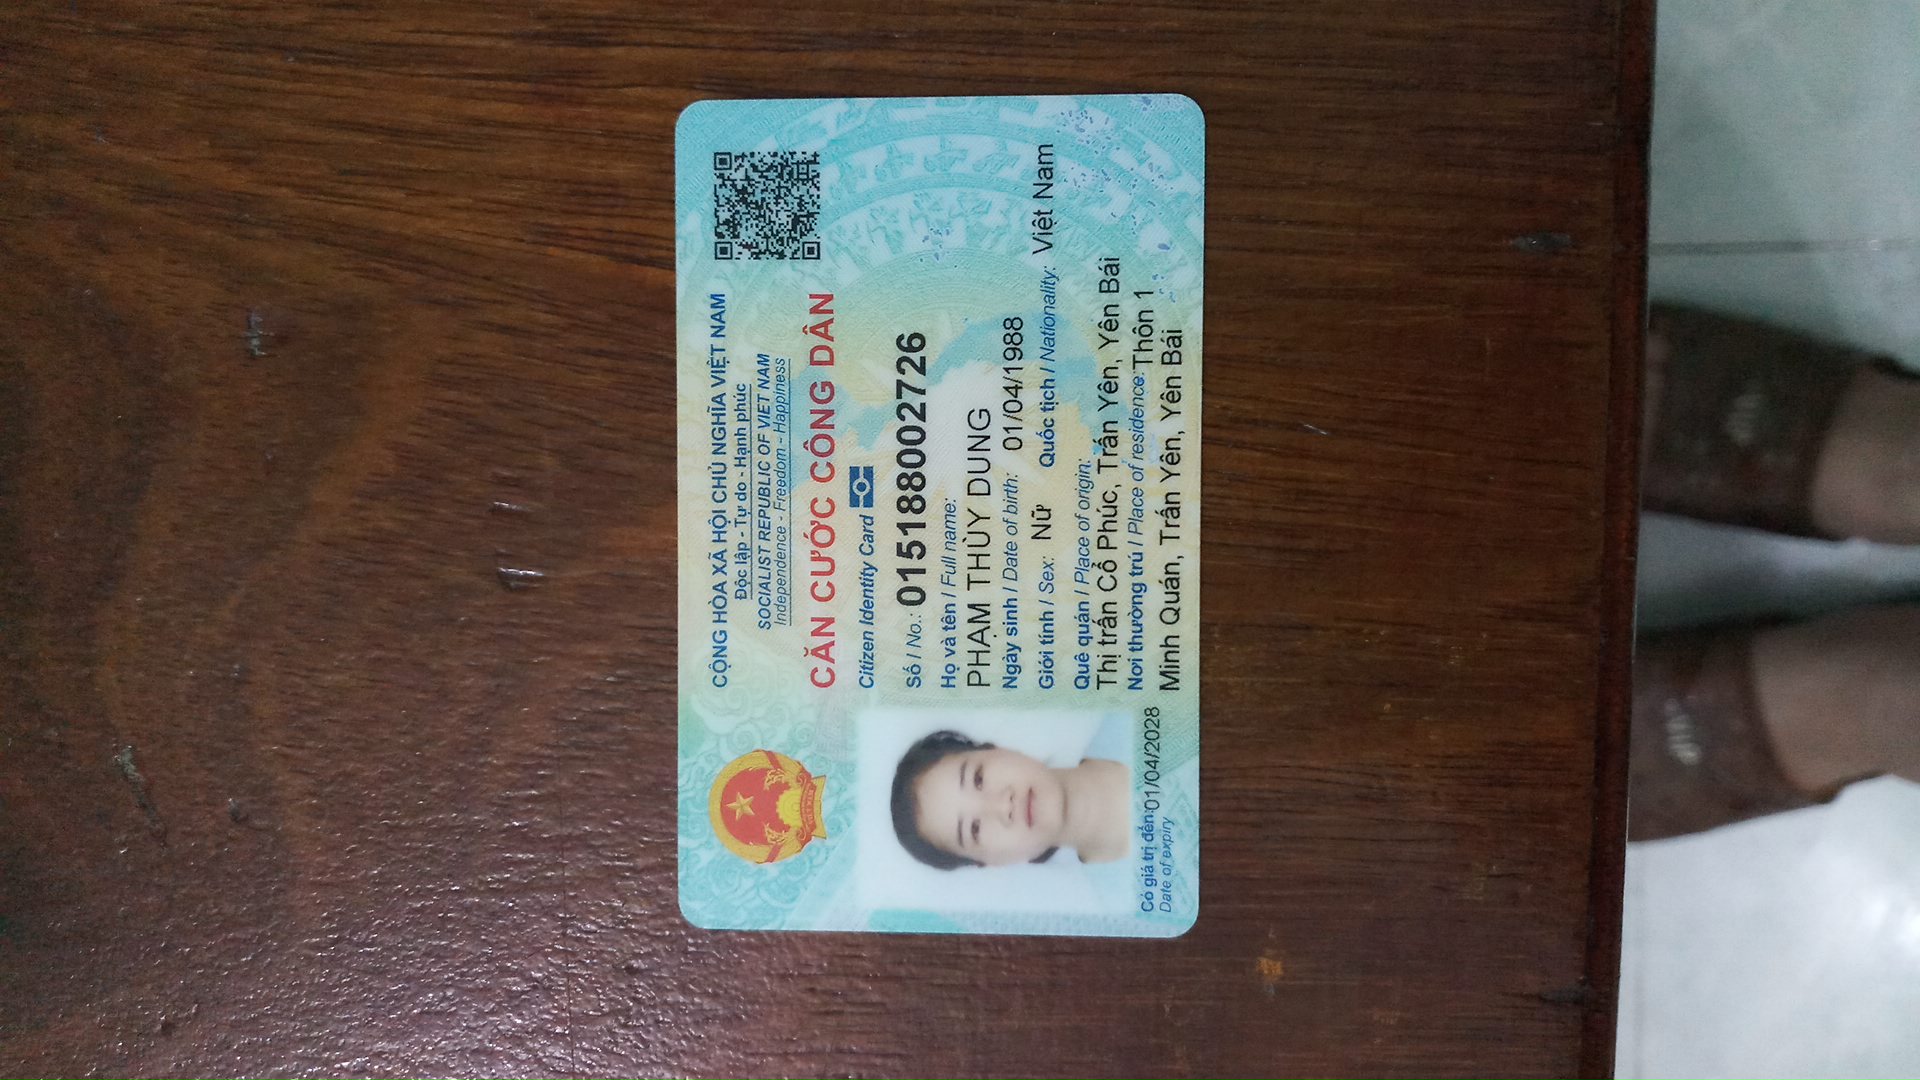 CỘNG HÒA XÃ HỘI CHỦ NGHĨA VIỆT NAM
Độc lập - Tự do - Hạnh phúc
SOCIALIST REPUBLIC OF VIET NAM
Independence - Freedom - Happiness
CĂN CƯỚC CÔNG DÂN
Citizen Identity Card
Số / No.: 015188002726
Họ và tên / Full name:
PHẠM THÙY DUNG
Ngày sinh / Date of birth: 01/04/1988
Giới tính / Sex: Nữ Quốc tịch / Nationality: Việt Nam
Quê quán / Place of origin:
Thị trấn Cổ Phúc, Trấn Yên, Yên Bái
Nơi thường trú / Place of residence: Thôn 1
Minh Quán, Trấn Yên, Yên Bái
Có giá trị đến: 01/04/2028
Date of expiry